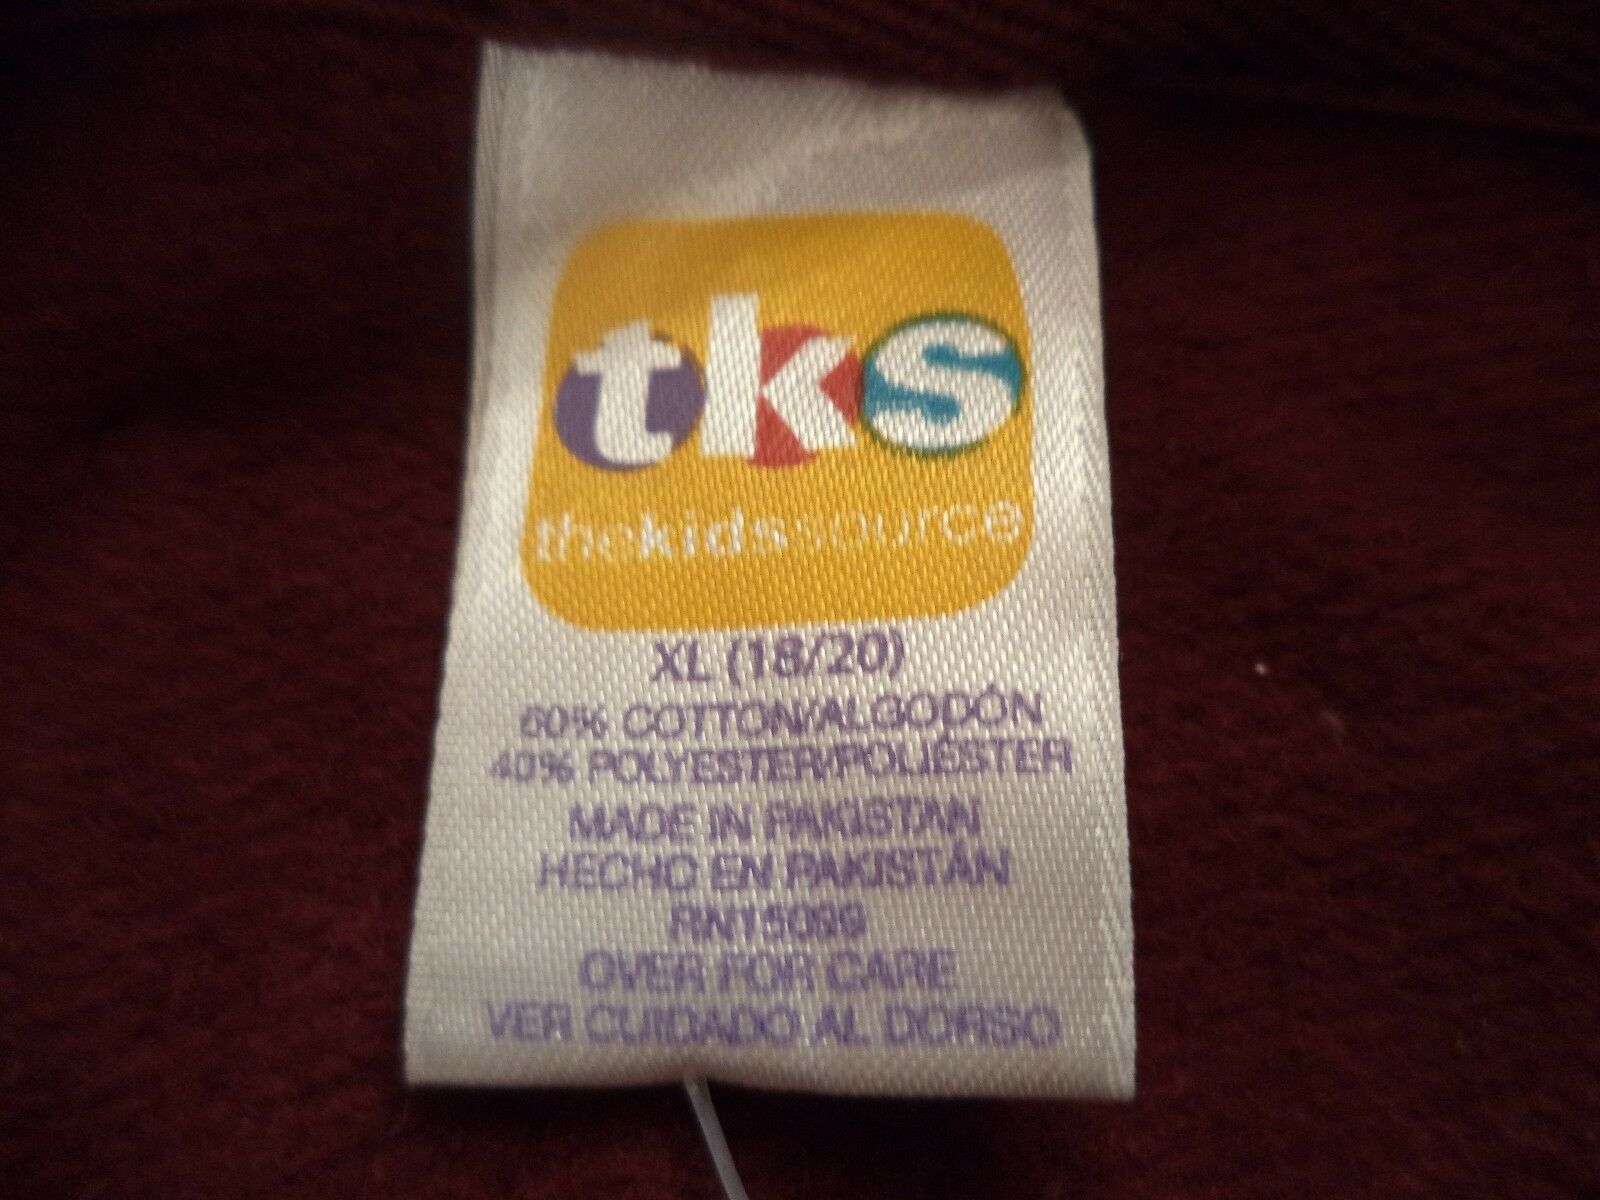 tks
thekidssource
XL (18/20)
60% COTTON/ALGODÓN
40% POLYESTER/POLIÉSTER
MADE IN PAKISTAN
HECHO EN PAKISTÁN
RN15099
OVER FOR CARE
VER CUIDADO AL DORSO